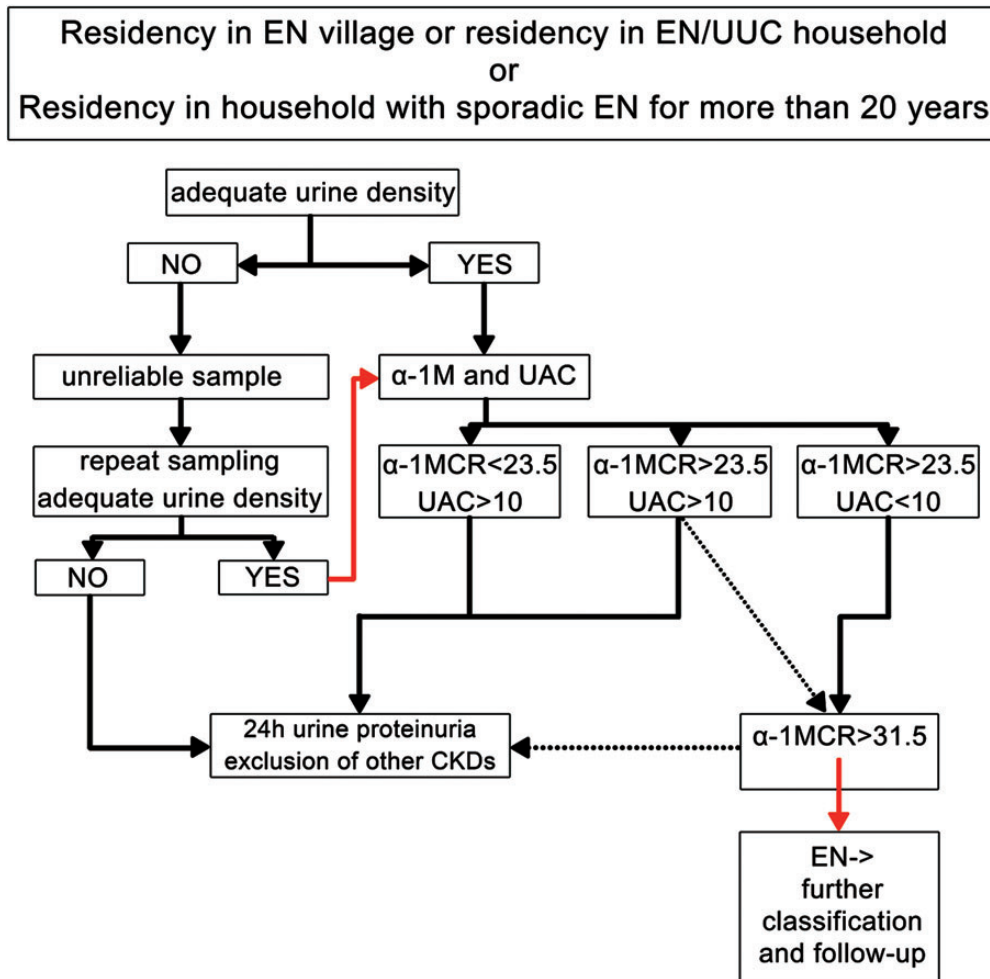 Residency in EN village or residency in EN/UUC household
or
Residency in household with sporadic EN for more than 20 years
adequate urine density
NO
YES
unreliable sample
α-1M and UAC
repeat sampling
adequate urine density
α-1MCR<23.5
UAC>10
α-1MCR>23.5
UAC>10
α-1MCR>23.5
UAC<10
NO
YES
24h urine proteinuria
exclusion of other CKDs
α-1MCR>31.5
EN->
further
classification
and follow-up